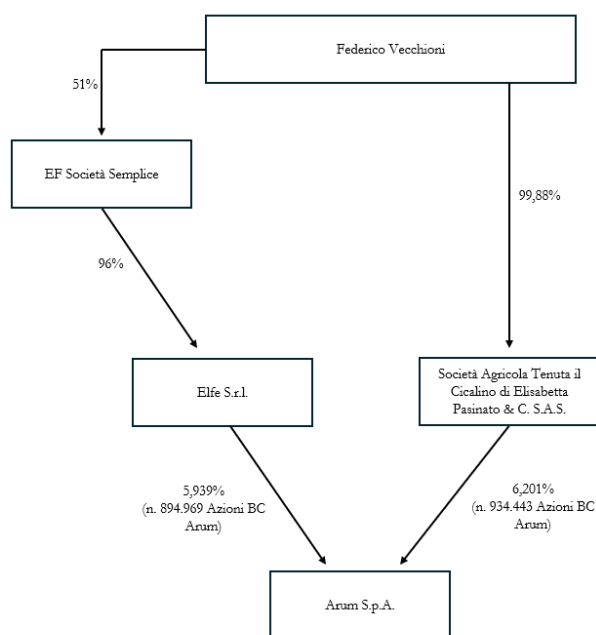 Federico Vecchioni
51%
EF Società Semplice
99,88%
96%
Elfe S.r.l.
Società Agricola Tenuta il
Cicalino di Elisabetta
Pasinato & C. S.A.S.
5,939%
(n. 894.969 Azioni BC
Arum)
6,201%
(n. 934.443 Azioni BC
Arum)
Arum S.p.A.